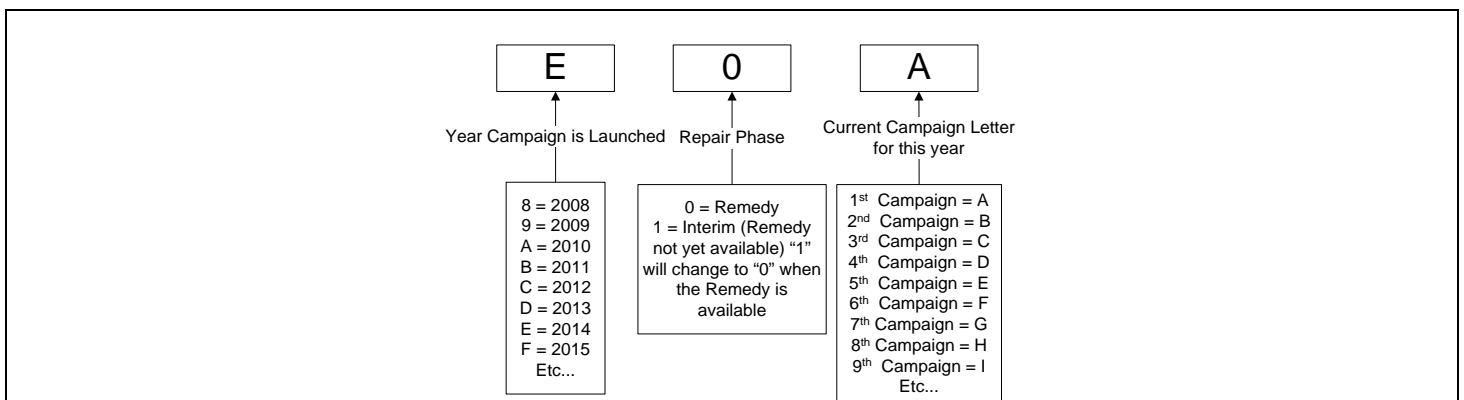 E
0
A
Year Campaign is Launched
Repair Phase
Current Campaign Letter
for this year
8 = 2008
9 = 2009
A = 2010
B = 2011
C = 2012
D = 2013
E = 2014
F = 2015
Etc...
0 = Remedy
1 = Interim (Remedy
not yet available) “1”
will change to “0” when
the Remedy is
available
1st Campaign = A
2nd Campaign = B
3rd Campaign = C
4th Campaign = D
5th Campaign = E
6th Campaign = F
7th Campaign = G
8th Campaign = H
9th Campaign = I
Etc...